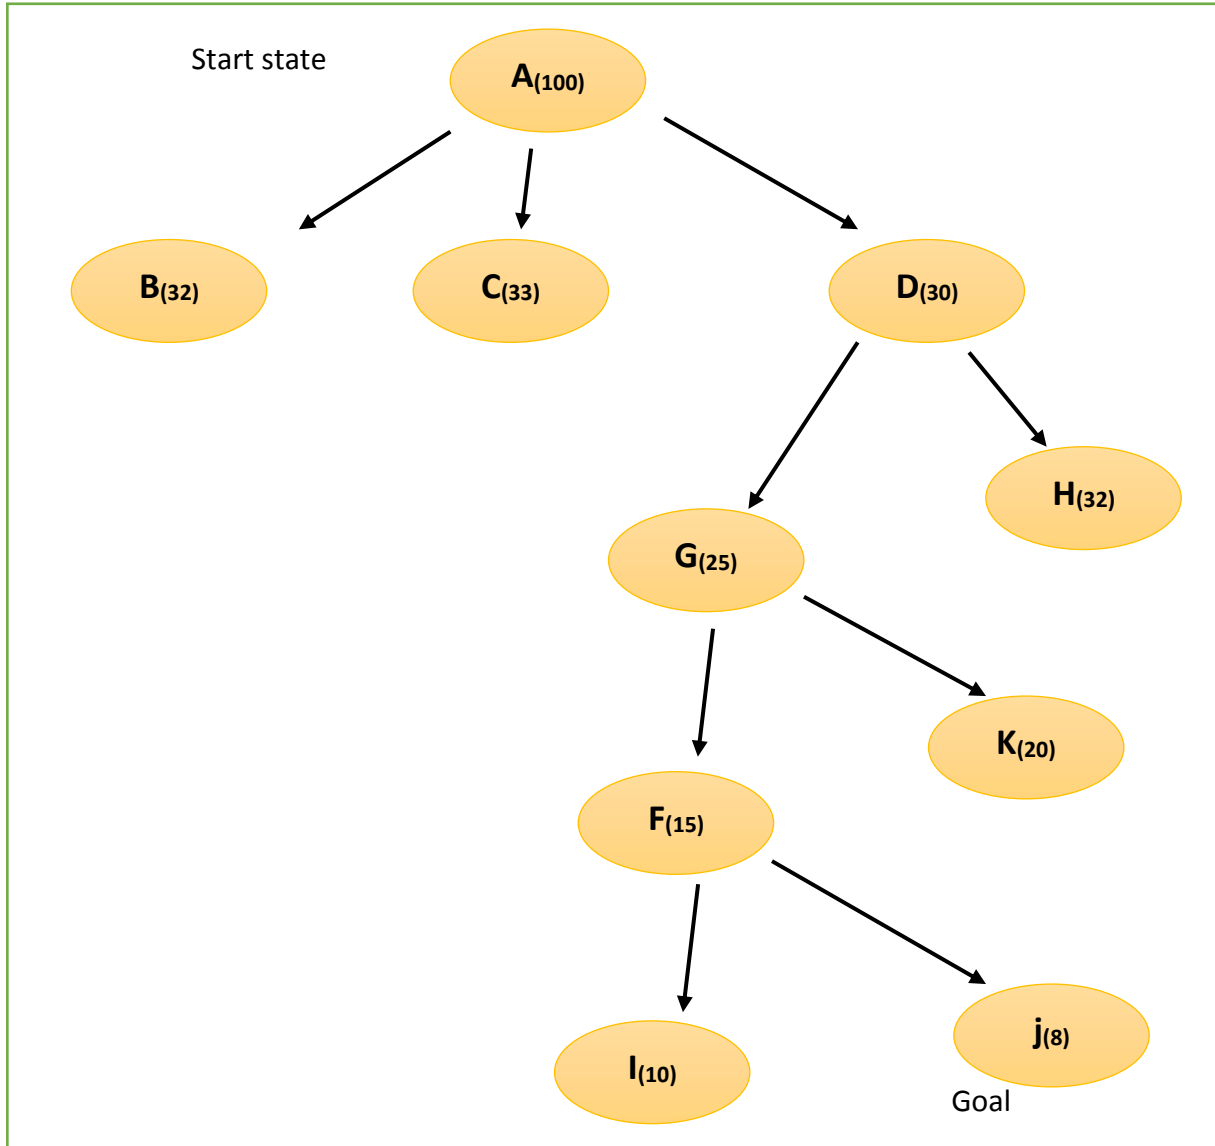 Start state
A(100)
B(32)
C(33)
D(30)
H(32)
G(25)
K(20)
F(15)
I(10)
j(8)
Goal